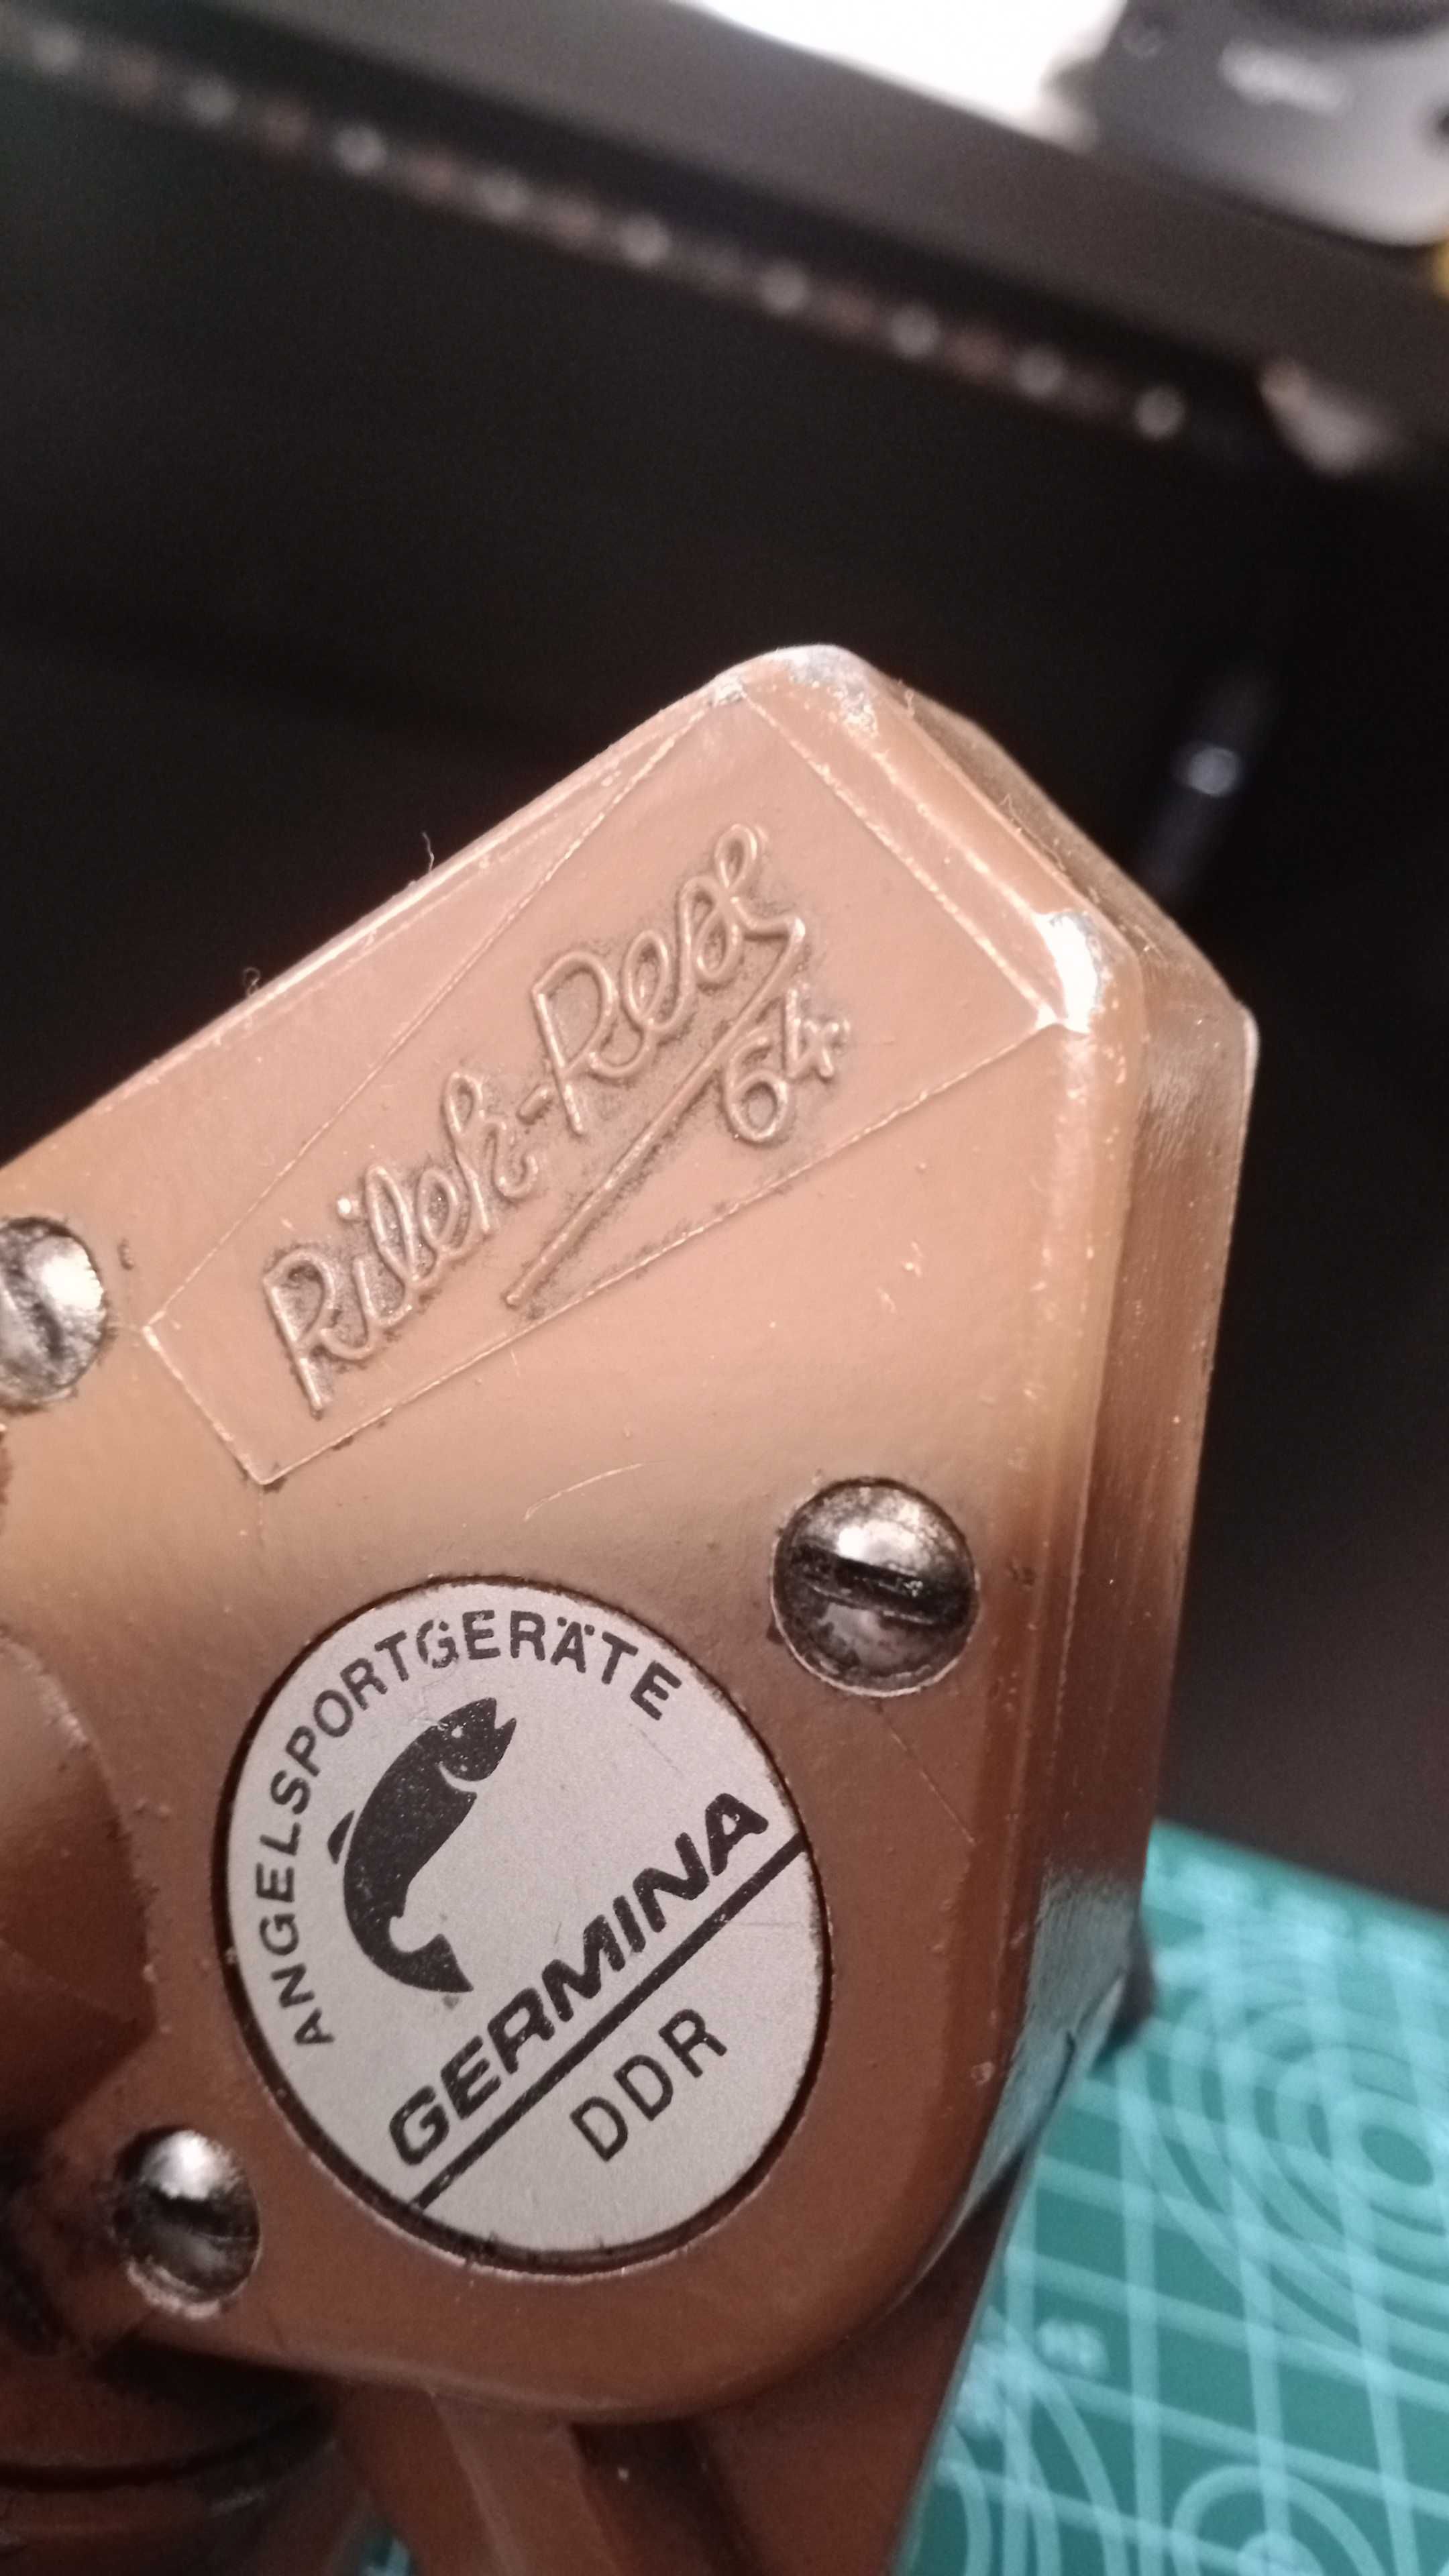 Rileh-Rex
64
ANGELSPORTGERÄTE
GERMINA
DDR